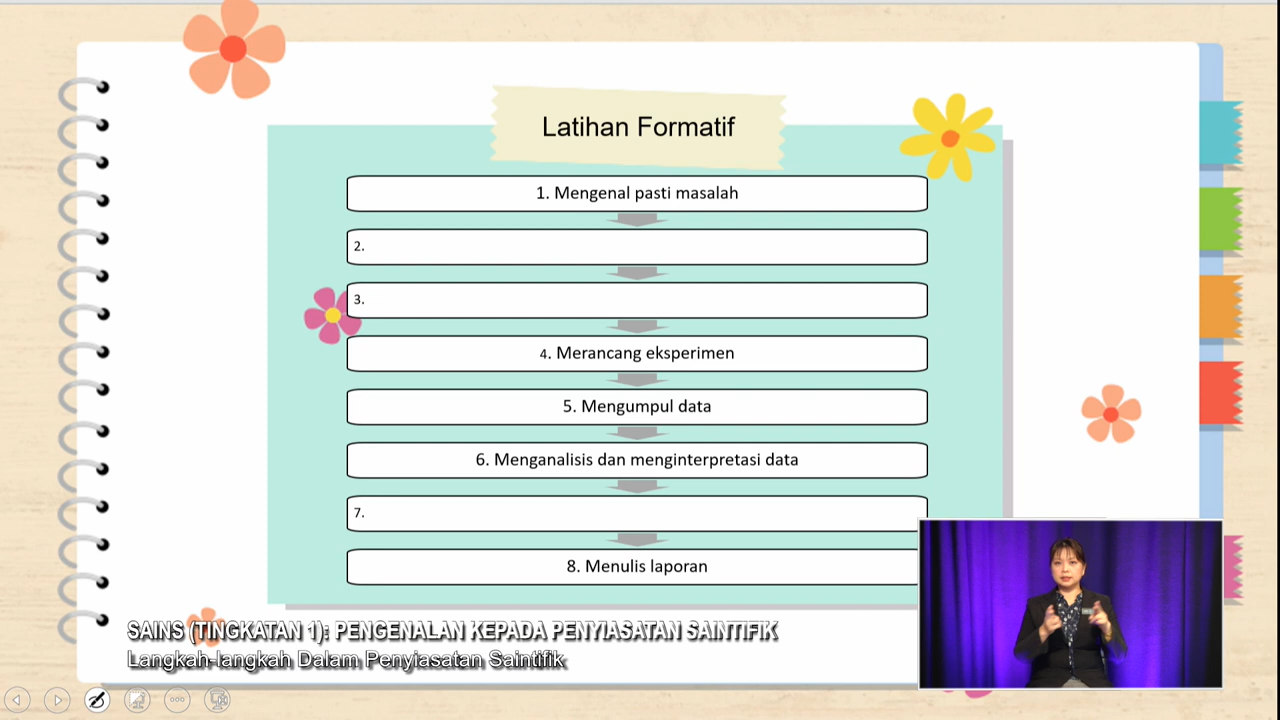 Latihan Formatif
1. Mengenal pasti masalah
2.
3.
4. Merancang eksperimen
5. Mengumpul data
6. Menganalisis dan menginterpretasi data
7.
8. Menulis laporan
SAINS (TINGKATAN 1): PENGENALAN KEPADA PENYIASATAN SAINTIFIK
Langkah-langkah Dalam Penyiasatan Saintifik